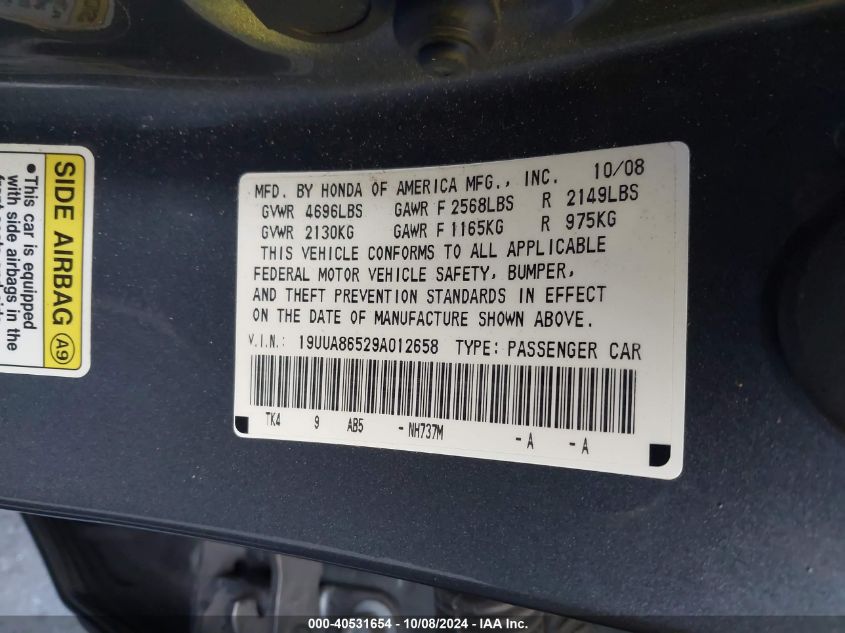 SIDE AIRBAG A9
•This car is equipped
with side airbags in the
MFD. BY HONDA OF AMERICA MFG., INC. 10/08
GVWR 4696LBS GAWR F 2568LBS R 2149LBS
GVWR 2130KG GAWR F 1165KG R 975KG
THIS VEHICLE CONFORMS TO ALL APPLICABLE
FEDERAL MOTOR VEHICLE SAFETY, BUMPER,
AND THEFT PREVENTION STANDARDS IN EFFECT
ON THE DATE OF MANUFACTURE SHOWN ABOVE.
V.I.N.: 19UUA86529A012658 TYPE: PASSENGER CAR
TK4 9 AB5 - NH737M - A - A
000-40531654 - 10/08/2024 - IAA Inc.